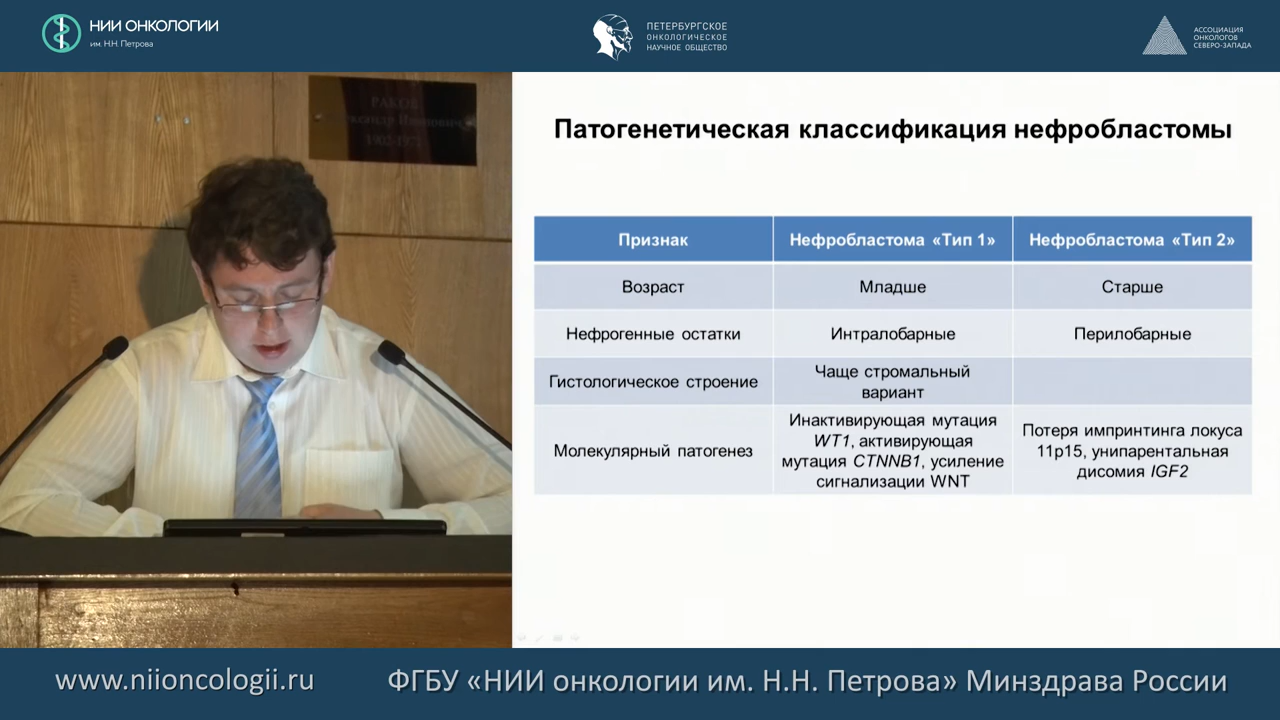 НИИ ОНКОЛОГИИ
им. Н.Н. Петрова
ПЕТЕРБУРГСКОЕ
ОНКОЛОГИЧЕСКОЕ
НАУЧНОЕ ОБЩЕСТВО
АССОЦИАЦИЯ
ОНКОЛОГОВ
СЕВЕРО-ЗАПАДА
РАКОВ
1902-1972
Патогенетическая классификация нефробластомы
Признак
Нефробластома «Тип 1»
Нефробластома «Тип 2»
Возраст
Младше
Старше
Нефрогенные остатки
Интралобарные
Перилобарные
Гистологическое строение
Чаще стромальный
вариант
Молекулярный патогенез
Инактивирующая мутация
WT1, активирующая
мутация CTNNB1, усиление
сигнализации WNT
Потеря импринтинга локуса
11p15, унипарентальная
дисомия IGF2
www.niioncologii.ru
ФГБУ «НИИ онкологии им. Н.Н. Петрова» Минздрава России